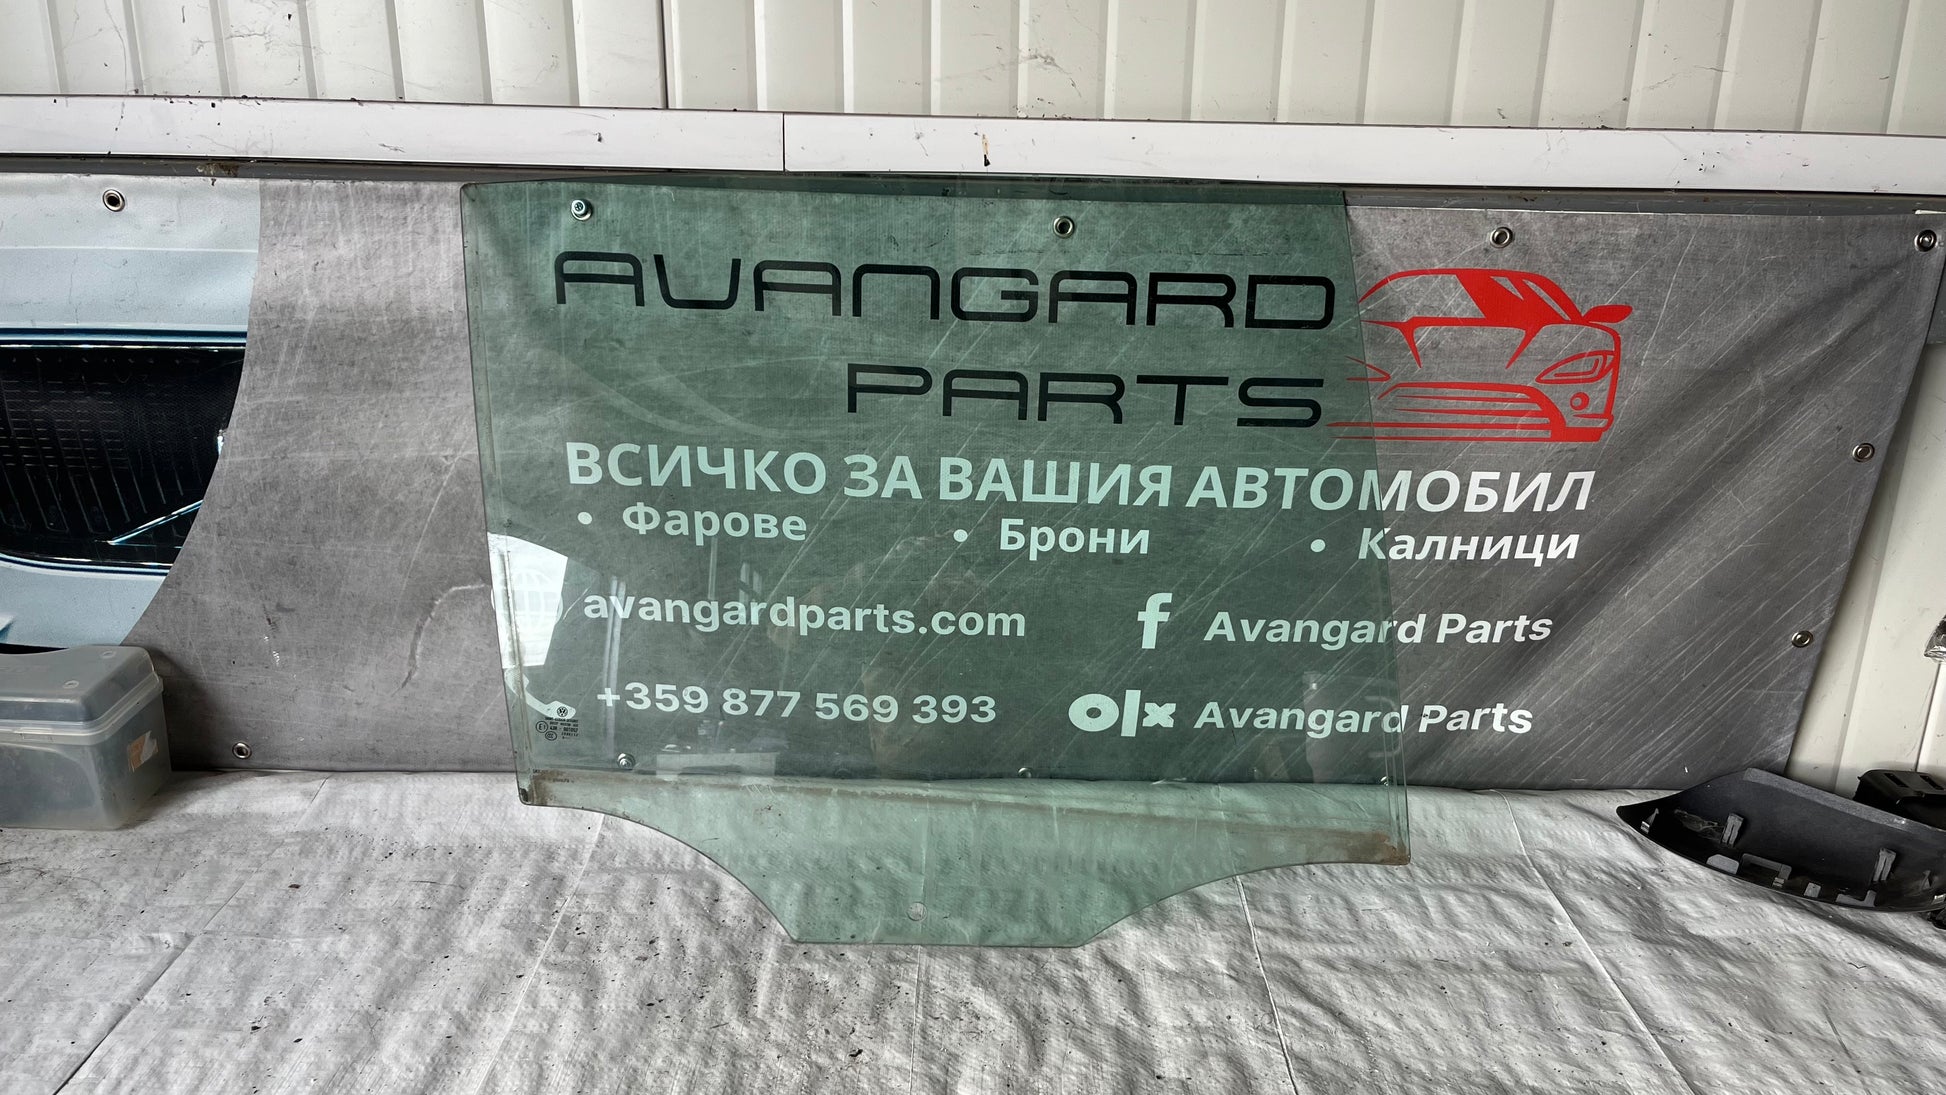 AVANGARD
PARTS
ВСИЧКО ЗА ВАШИЯ АВТОМОБИЛ
• Фарове • Брони • Калници
avangardparts.com f Avangard Parts
+359 877 569 393 olx Avangard Parts